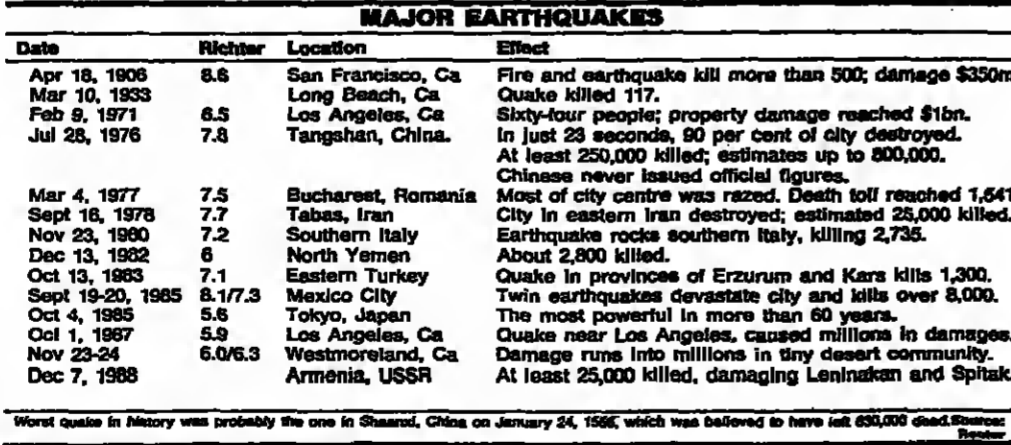 MAJOR EARTHQUAKES
Date Richter Location Effect
Apr 18, 1906 8.6 San Francisco, Ca Fire and earthquake kill more than 500; damage $350m
Mar 10, 1933 Long Beach, Ca Quake killed 117.
Feb 9, 1971 6.5 Los Angeles, Ca Sixty-four people; property damage reached $1bn.
Jul 28, 1976 7.8 Tangshan, China. In just 23 seconds, 90 per cent of city destroyed.
At least 250,000 killed; estimates up to 800,000.
Chinese never issued official figures.
Mar 4, 1977 7.5 Bucharest, Romania Most of city centre was razed. Death toll reached 1,541
Sept 16, 1978 7.7 Tabas, Iran City in eastern Iran destroyed; estimated 25,000 killed.
Nov 23, 1980 7.2 Southern Italy Earthquake rocks southern Italy, killing 2,735.
Dec 13, 1982 6 North Yemen About 2,800 killed.
Oct 13, 1983 7.1 Eastern Turkey Quake in provinces of Erzurum and Kars kills 1,300.
Sept 19-20, 1985 8.1/7.3 Mexico City Twin earthquakes devastate city and kills over 8,000.
Oct 4, 1985 5.6 Tokyo, Japan The most powerful in more than 60 years.
Oct 1, 1987 5.9 Los Angeles, Ca Quake near Los Angeles, caused millions in damages.
Nov 23-24 6.0/6.3 Westmoreland, Ca Damage runs into millions in tiny desert community.
Dec 7, 1988 Armenia, USSR At least 25,000 killed, damaging Leninakan and Spitak.
Worst quake in history was probably the one in China on January 24, 1556, which was believed to have left 830,000 dead. Source:
Reuter